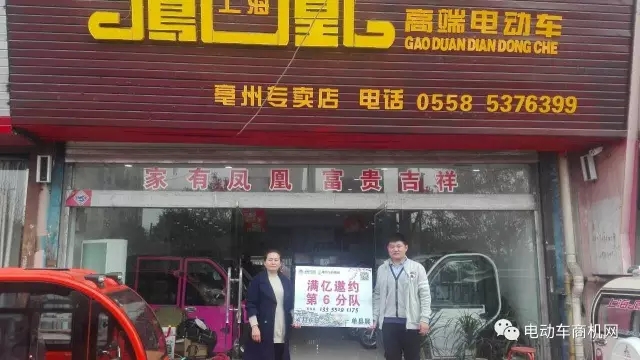 上海
鳳凰
高端电动车
GAO DUAN DIAN DONG CHE
亳州专卖店 电话 0558 5376399
家有凤凰 富贵吉祥
满亿邀约
第6分队
电动车商机网